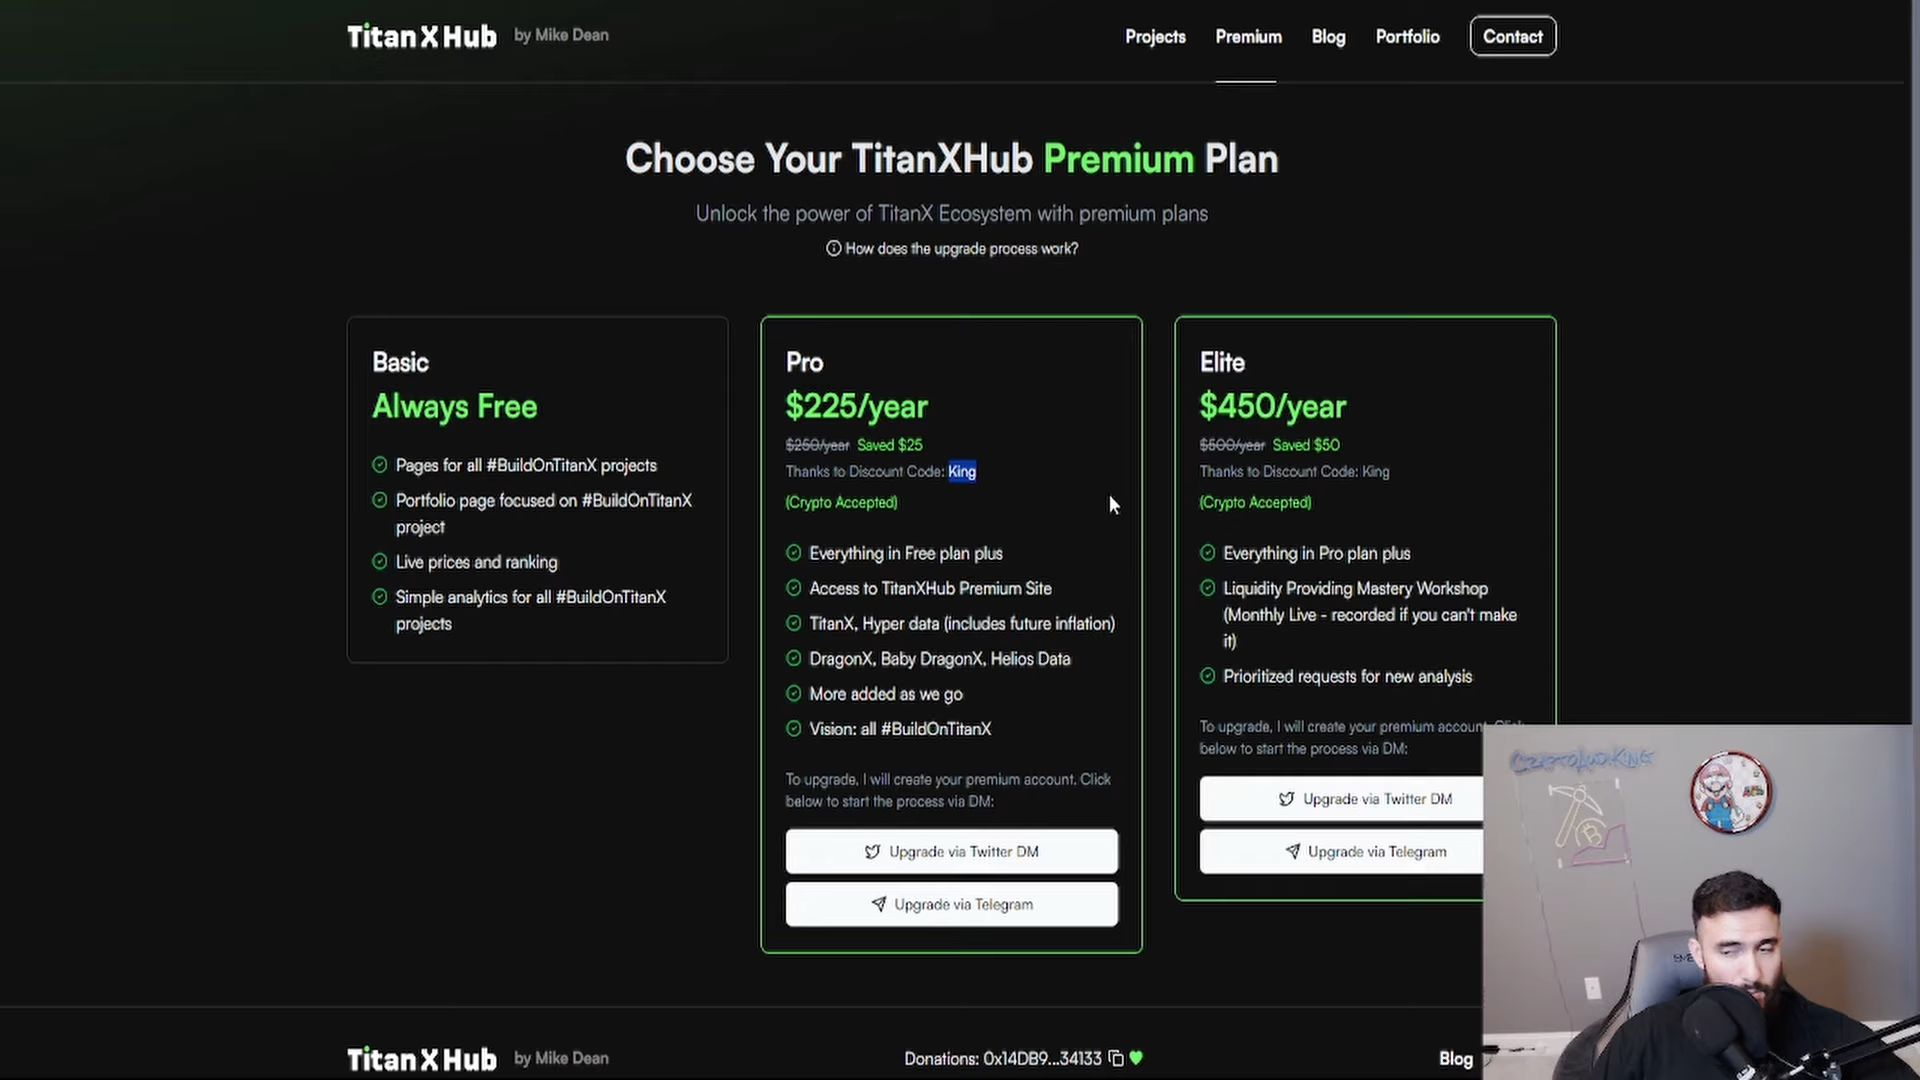 TitanXHub by Mike Dean
Projects Premium Blog Portfolio Contact
Choose Your TitanXHub Premium Plan
Unlock the power of TitanX Ecosystem with premium plans
How does the upgrade process work?
Basic
Always Free
Pages for all #BuildOnTitanX projects
Portfolio page focused on #BuildOnTitanX
project
Live prices and ranking
Simple analytics for all #BuildOnTitanX
projects
Pro
$225/year
$250/year Saved $25
Thanks to Discount Code: King
(Crypto Accepted)
Everything in Free plan plus
Access to TitanXHub Premium Site
TitanX, Hyper data (includes future inflation)
DragonX, Baby DragonX, Helios Data
More added as we go
Vision: all #BuildOnTitanX
To upgrade, I will create your premium account. Click
below to start the process via DM:
Upgrade via Twitter DM
Upgrade via Telegram
Elite
$450/year
$500/year Saved $50
Thanks to Discount Code: King
(Crypto Accepted)
Everything in Pro plan plus
Liquidity Providing Mastery Workshop
(Monthly Live - recorded if you can't make
it)
Prioritized requests for new analysis
To upgrade, I will create your premium account. Click
below to start the process via DM:
Upgrade via Twitter DM
Upgrade via Telegram
TitanXHub by Mike Dean
Donations: 0x14DB9...34133
Blog